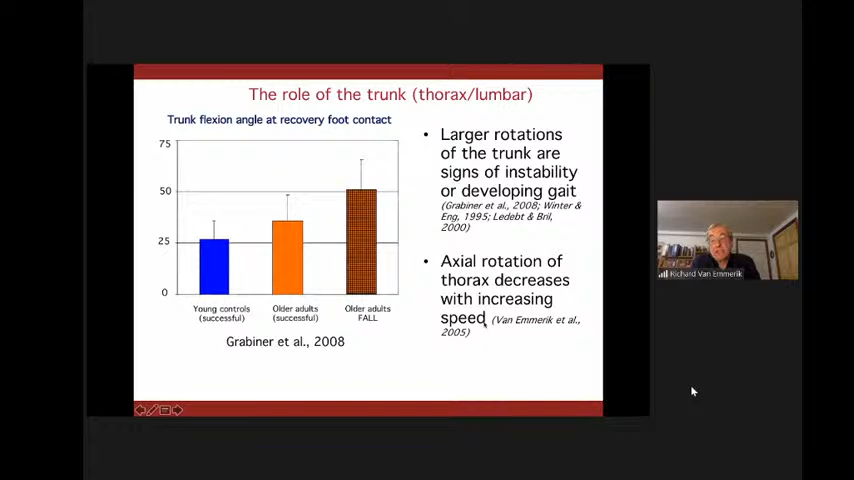 The role of the trunk (thorax/lumbar)
Trunk flexion angle at recovery foot contact
75
50
25
0
Young controls
(successful)
Older adults
(successful)
Older adults
FALL
Grabiner et al., 2008
• Larger rotations
of the trunk are
signs of instability
or developing gait
(Grabiner et al., 2008; Winter &
Eng, 1995; Ledebt & Bril,
2000)
• Axial rotation of
thorax decreases
with increasing
speed (Van Emmerik et al.,
2005)
Richard Van Emmerik